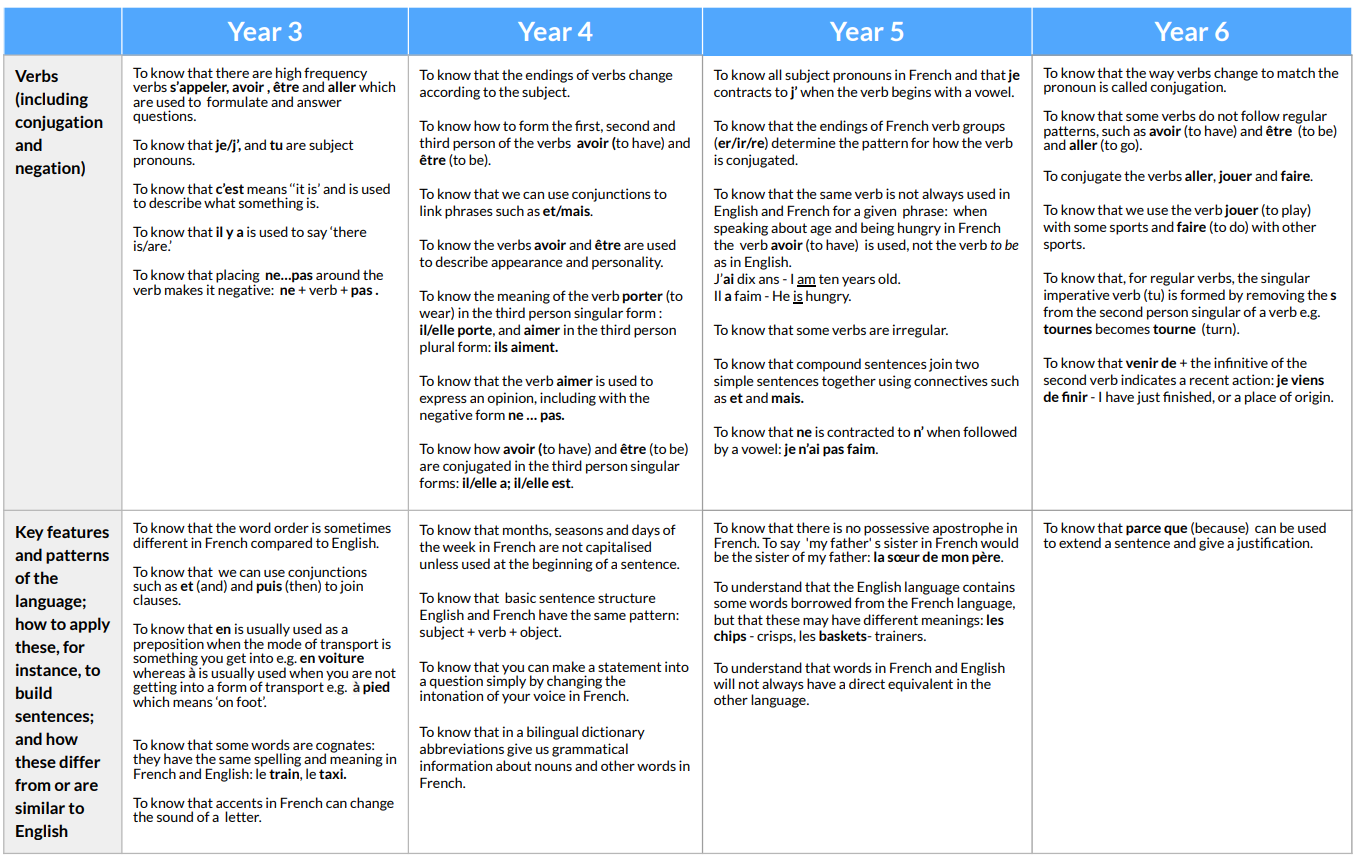 Year 3
Year 4
Year 5
Year 6
Verbs
(including
conjugation
and
negation)
To know that there are high frequency
verbs s'appeler, avoir , être and aller which
are used to formulate and answer
questions.
To know that je/j', and tu are subject
pronouns.
To know that c'est means ''it is' and is used
to describe what something is.
To know that il y a is used to say 'there
is/are.'
To know that placing ne...pas around the
verb makes it negative: ne + verb + pas .
To know that the endings of verbs change
according to the subject.
To know how to form the first, second and
third person of the verbs avoir (to have) and
être (to be).
To know that we can use conjunctions to
link phrases such as et/mais.
To know the verbs avoir and être are used
to describe appearance and personality.
To know the meaning of the verb porter (to
wear) in the third person singular form :
il/elle porte, and aimer in the third person
plural form: ils aiment.
To know that the verb aimer is used to
express an opinion, including with the
negative form ne ... pas.
To know how avoir (to have) and être (to be)
are conjugated in the third person singular
forms: il/elle a; il/elle est.
To know all subject pronouns in French and that je
contracts to j' when the verb begins with a vowel.
To know that the endings of French verb groups
(er/ir/re) determine the pattern for how the verb
is conjugated.
To know that the same verb is not always used in
English and French for a given phrase: when
speaking about age and being hungry in French
the verb avoir (to have) is used, not the verb to be
as in English.
J'ai dix ans - I am ten years old.
Il a faim - He is hungry.
To know that some verbs are irregular.
To know that compound sentences join two
simple sentences together using connectives such
as et and mais.
To know that ne is contracted to n' when followed
by a vowel: je n'ai pas faim.
To know that the way verbs change to match the
pronoun is called conjugation.
To know that some verbs do not follow regular
patterns, such as avoir (to have) and être (to be)
and aller (to go).
To conjugate the verbs aller, jouer and faire.
To know that we use the verb jouer (to play)
with some sports and faire (to do) with other
sports.
To know that, for regular verbs, the singular
imperative verb (tu) is formed by removing the s
from the second person singular of a verb e.g.
tournes becomes tourne (turn).
To know that venir de + the infinitive of the
second verb indicates a recent action: je viens
de finir - I have just finished, or a place of origin.
Key features
and patterns
of the
language;
how to apply
these, for
instance, to
build
sentences;
and how
these differ
from or are
similar to
English
To know that the word order is sometimes
different in French compared to English.
To know that we can use conjunctions
such as et (and) and puis (then) to join
clauses.
To know that en is usually used as a
preposition when the mode of transport is
something you get into e.g. en voiture
whereas à is usually used when you are not
getting into a form of transport e.g. à pied
which means 'on foot'.
To know that some words are cognates:
they have the same spelling and meaning in
French and English: le train, le taxi.
To know that accents in French can change
the sound of a letter.
To know that months, seasons and days of
the week in French are not capitalised
unless used at the beginning of a sentence.
To know that basic sentence structure
English and French have the same pattern:
subject + verb + object.
To know that you can make a statement into
a question simply by changing the
intonation of your voice in French.
To know that in a bilingual dictionary
abbreviations give us grammatical
information about nouns and other words in
French.
To know that there is no possessive apostrophe in
French. To say 'my father' s sister in French would
be the sister of my father: la sœur de mon père.
To understand that the English language contains
some words borrowed from the French language,
but that these may have different meanings: les
chips - crisps, les baskets- trainers.
To understand that words in French and English
will not always have a direct equivalent in the
other language.
To know that parce que (because) can be used
to extend a sentence and give a justification.